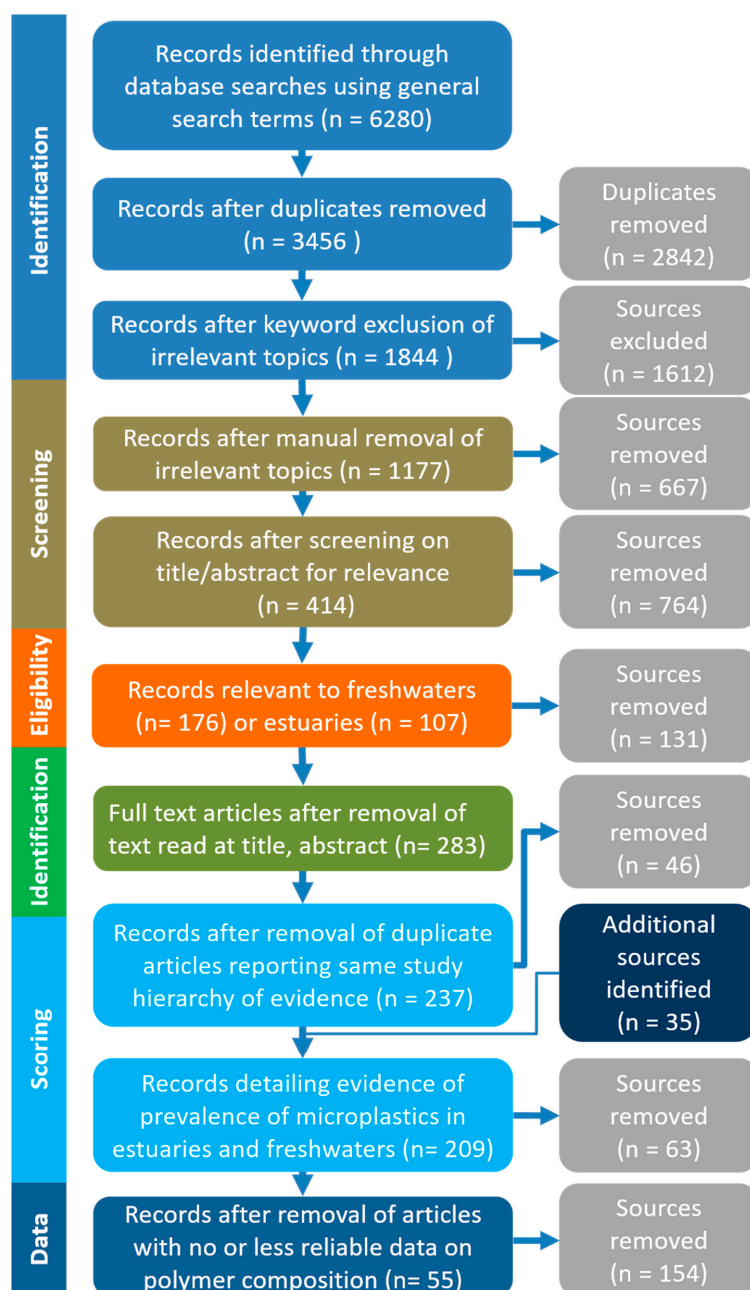 Identification
Records identified through
database searches using general
search terms (n = 6280)
Records after duplicates removed
(n = 3456 )
Duplicates
removed
(n = 2842)
Records after keyword exclusion of
irrelevant topics (n = 1844 )
Sources
excluded
(n = 1612)
Screening
Records after manual removal of
irrelevant topics (n = 1177)
Sources
removed
(n = 667)
Records after screening on
title/abstract for relevance
(n = 414)
Sources
removed
(n = 764)
Eligibility
Records relevant to freshwaters
(n= 176) or estuaries (n = 107)
Sources
removed
(n = 131)
Identification
Full text articles after removal of
text read at title, abstract (n= 283)
Sources
removed
(n = 46)
Scoring
Records after removal of duplicate
articles reporting same study
hierarchy of evidence (n = 237)
Additional
sources
identified
(n = 35)
Records detailing evidence of
prevalence of microplastics in
estuaries and freshwaters (n= 209)
Sources
removed
(n = 63)
Data
Records after removal of articles
with no or less reliable data on
polymer composition (n= 55)
Sources
removed
(n = 154)